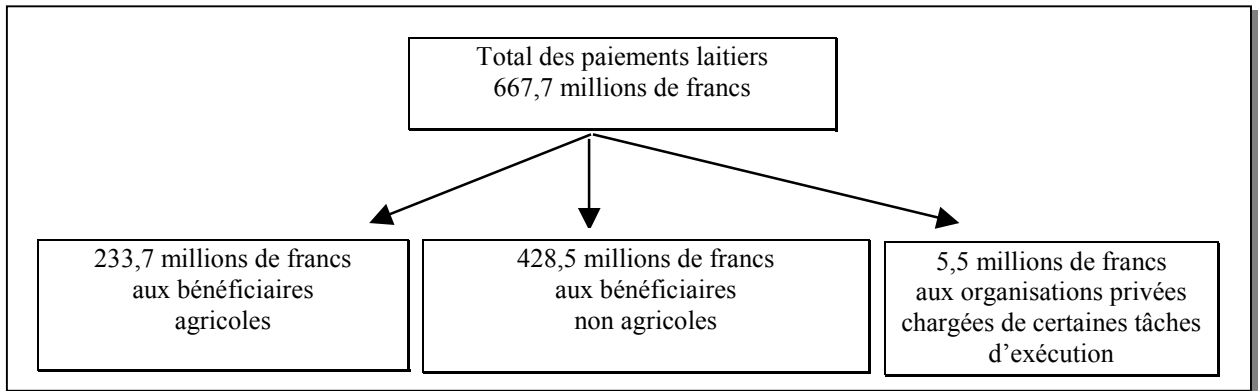 Total des paiements laitiers
667,7 millions de francs
233,7 millions de francs
aux bénéficiaires
agricoles
428,5 millions de francs
aux bénéficiaires
non agricoles
5,5 millions de francs
aux organisations privées
chargées de certaines tâches
d’exécution